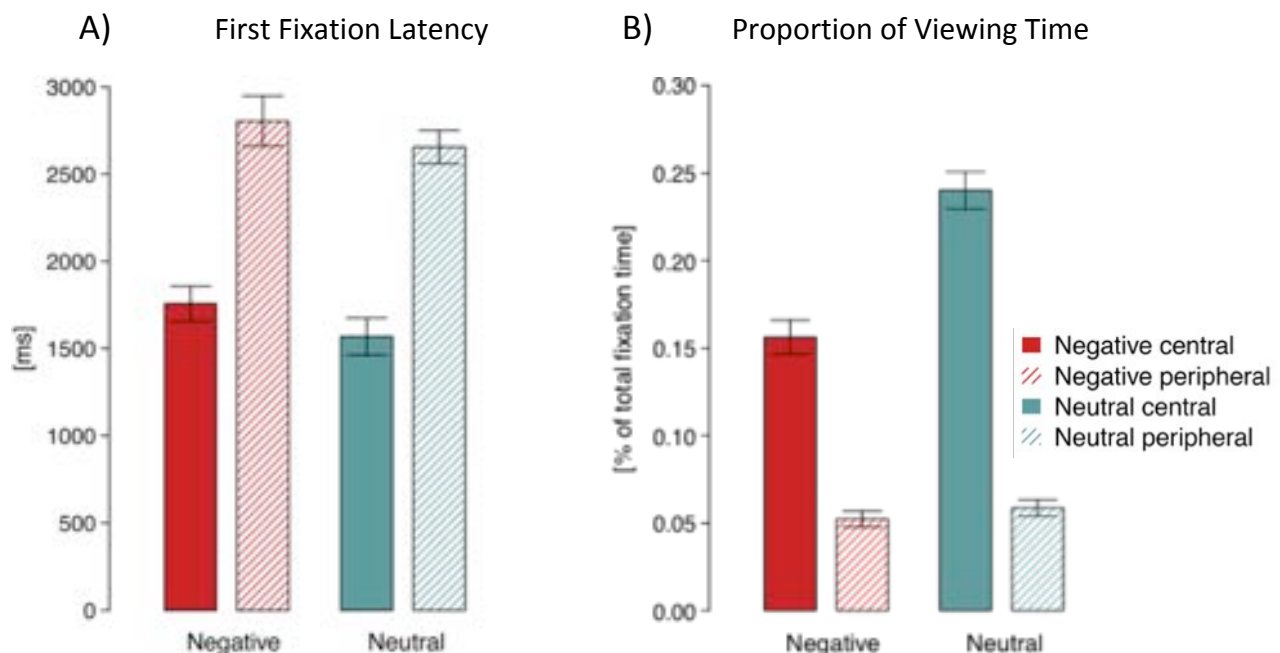 A) First Fixation Latency
[ms]
3000
2500
2000
1500
1000
500
0
Negative Neutral
B) Proportion of Viewing Time
[% of total fixation time]
0.30
0.25
0.20
0.15
0.10
0.05
0.00
Negative Neutral
Negative central
Negative peripheral
Neutral central
Neutral peripheral